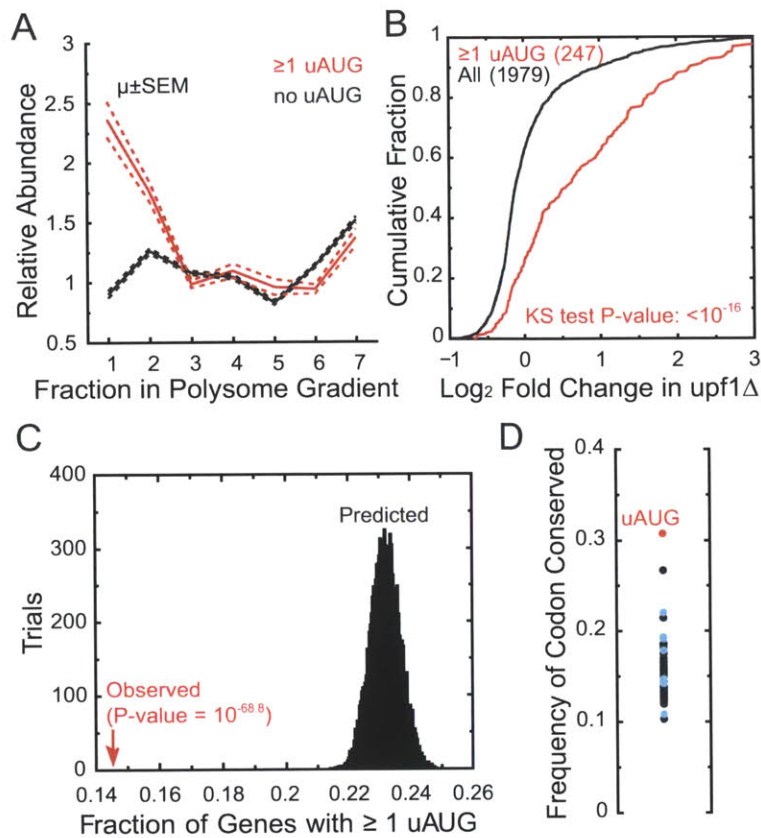 A
3
2.5
2
1.5
1
0.5
Relative Abundance
µ±SEM
≥1 uAUG
no uAUG
1 2 3 4 5 6 7
Fraction in Polysome Gradient
B
1
0.8
0.6
0.4
0.2
0
Cumulative Fraction
≥1 uAUG (247)
All (1979)
KS test P-value: <10⁻¹⁶
−1 0 1 2 3
Log₂ Fold Change in upf1Δ
C
400
300
200
100
0
Trials
Predicted
Observed
(P-value = 10⁻⁶⁸·⁸)
0.14 0.16 0.18 0.2 0.22 0.24 0.26
Fraction of Genes with ≥ 1 uAUG
D
0.4
0.3
0.2
0.1
0
Frequency of Codon Conserved
uAUG